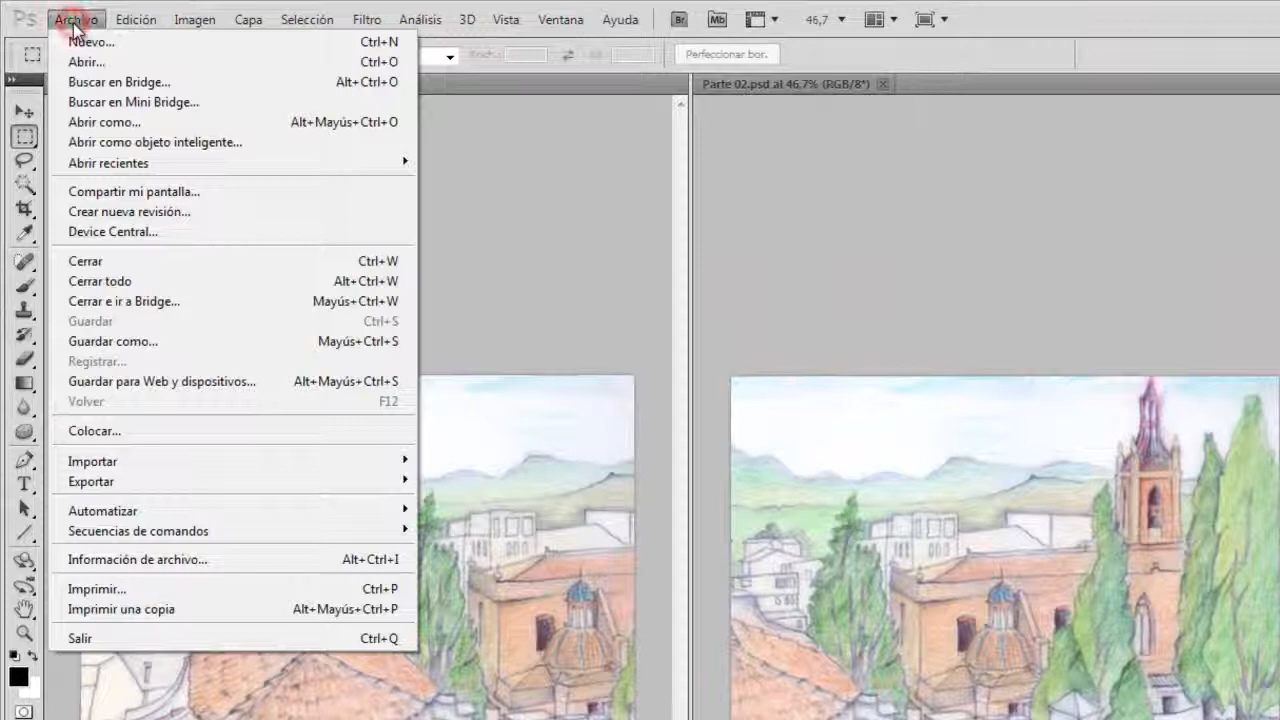 Ps Archivo Edición Imagen Capa Selección Filtro Análisis 3D Vista Ventana Ayuda Br Mb 46,7
Perfeccionar bor...
Parte 02.psd al 46,7% (RGB/8*)
Nuevo... Ctrl+N
Abrir... Ctrl+O
Buscar en Bridge... Alt+Ctrl+O
Buscar en Mini Bridge...
Abrir como... Alt+Mayús+Ctrl+O
Abrir como objeto inteligente...
Abrir recientes
Compartir mi pantalla...
Crear nueva revisión...
Device Central...
Cerrar Ctrl+W
Cerrar todo Alt+Ctrl+W
Cerrar e ir a Bridge... Mayús+Ctrl+W
Guardar Ctrl+S
Guardar como... Mayús+Ctrl+S
Registrar...
Guardar para Web y dispositivos... Alt+Mayús+Ctrl+S
Volver F12
Colocar...
Importar
Exportar
Automatizar
Secuencias de comandos
Información de archivo... Alt+Ctrl+I
Imprimir... Ctrl+P
Imprimir una copia Alt+Mayús+Ctrl+P
Salir Ctrl+Q